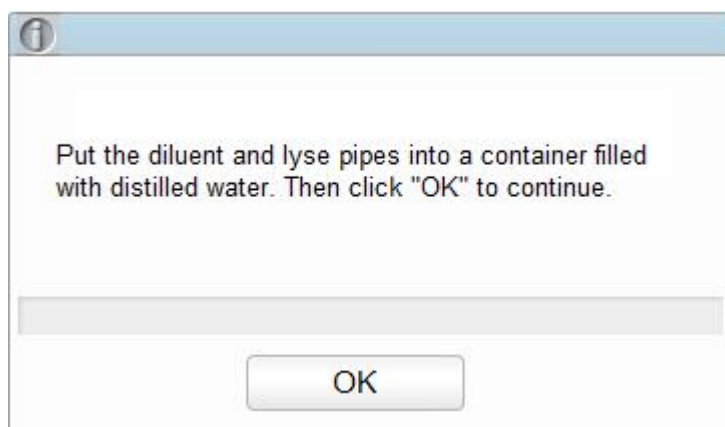 Put the diluent and lyse pipes into a container filled
with distilled water. Then click "OK" to continue.
OK